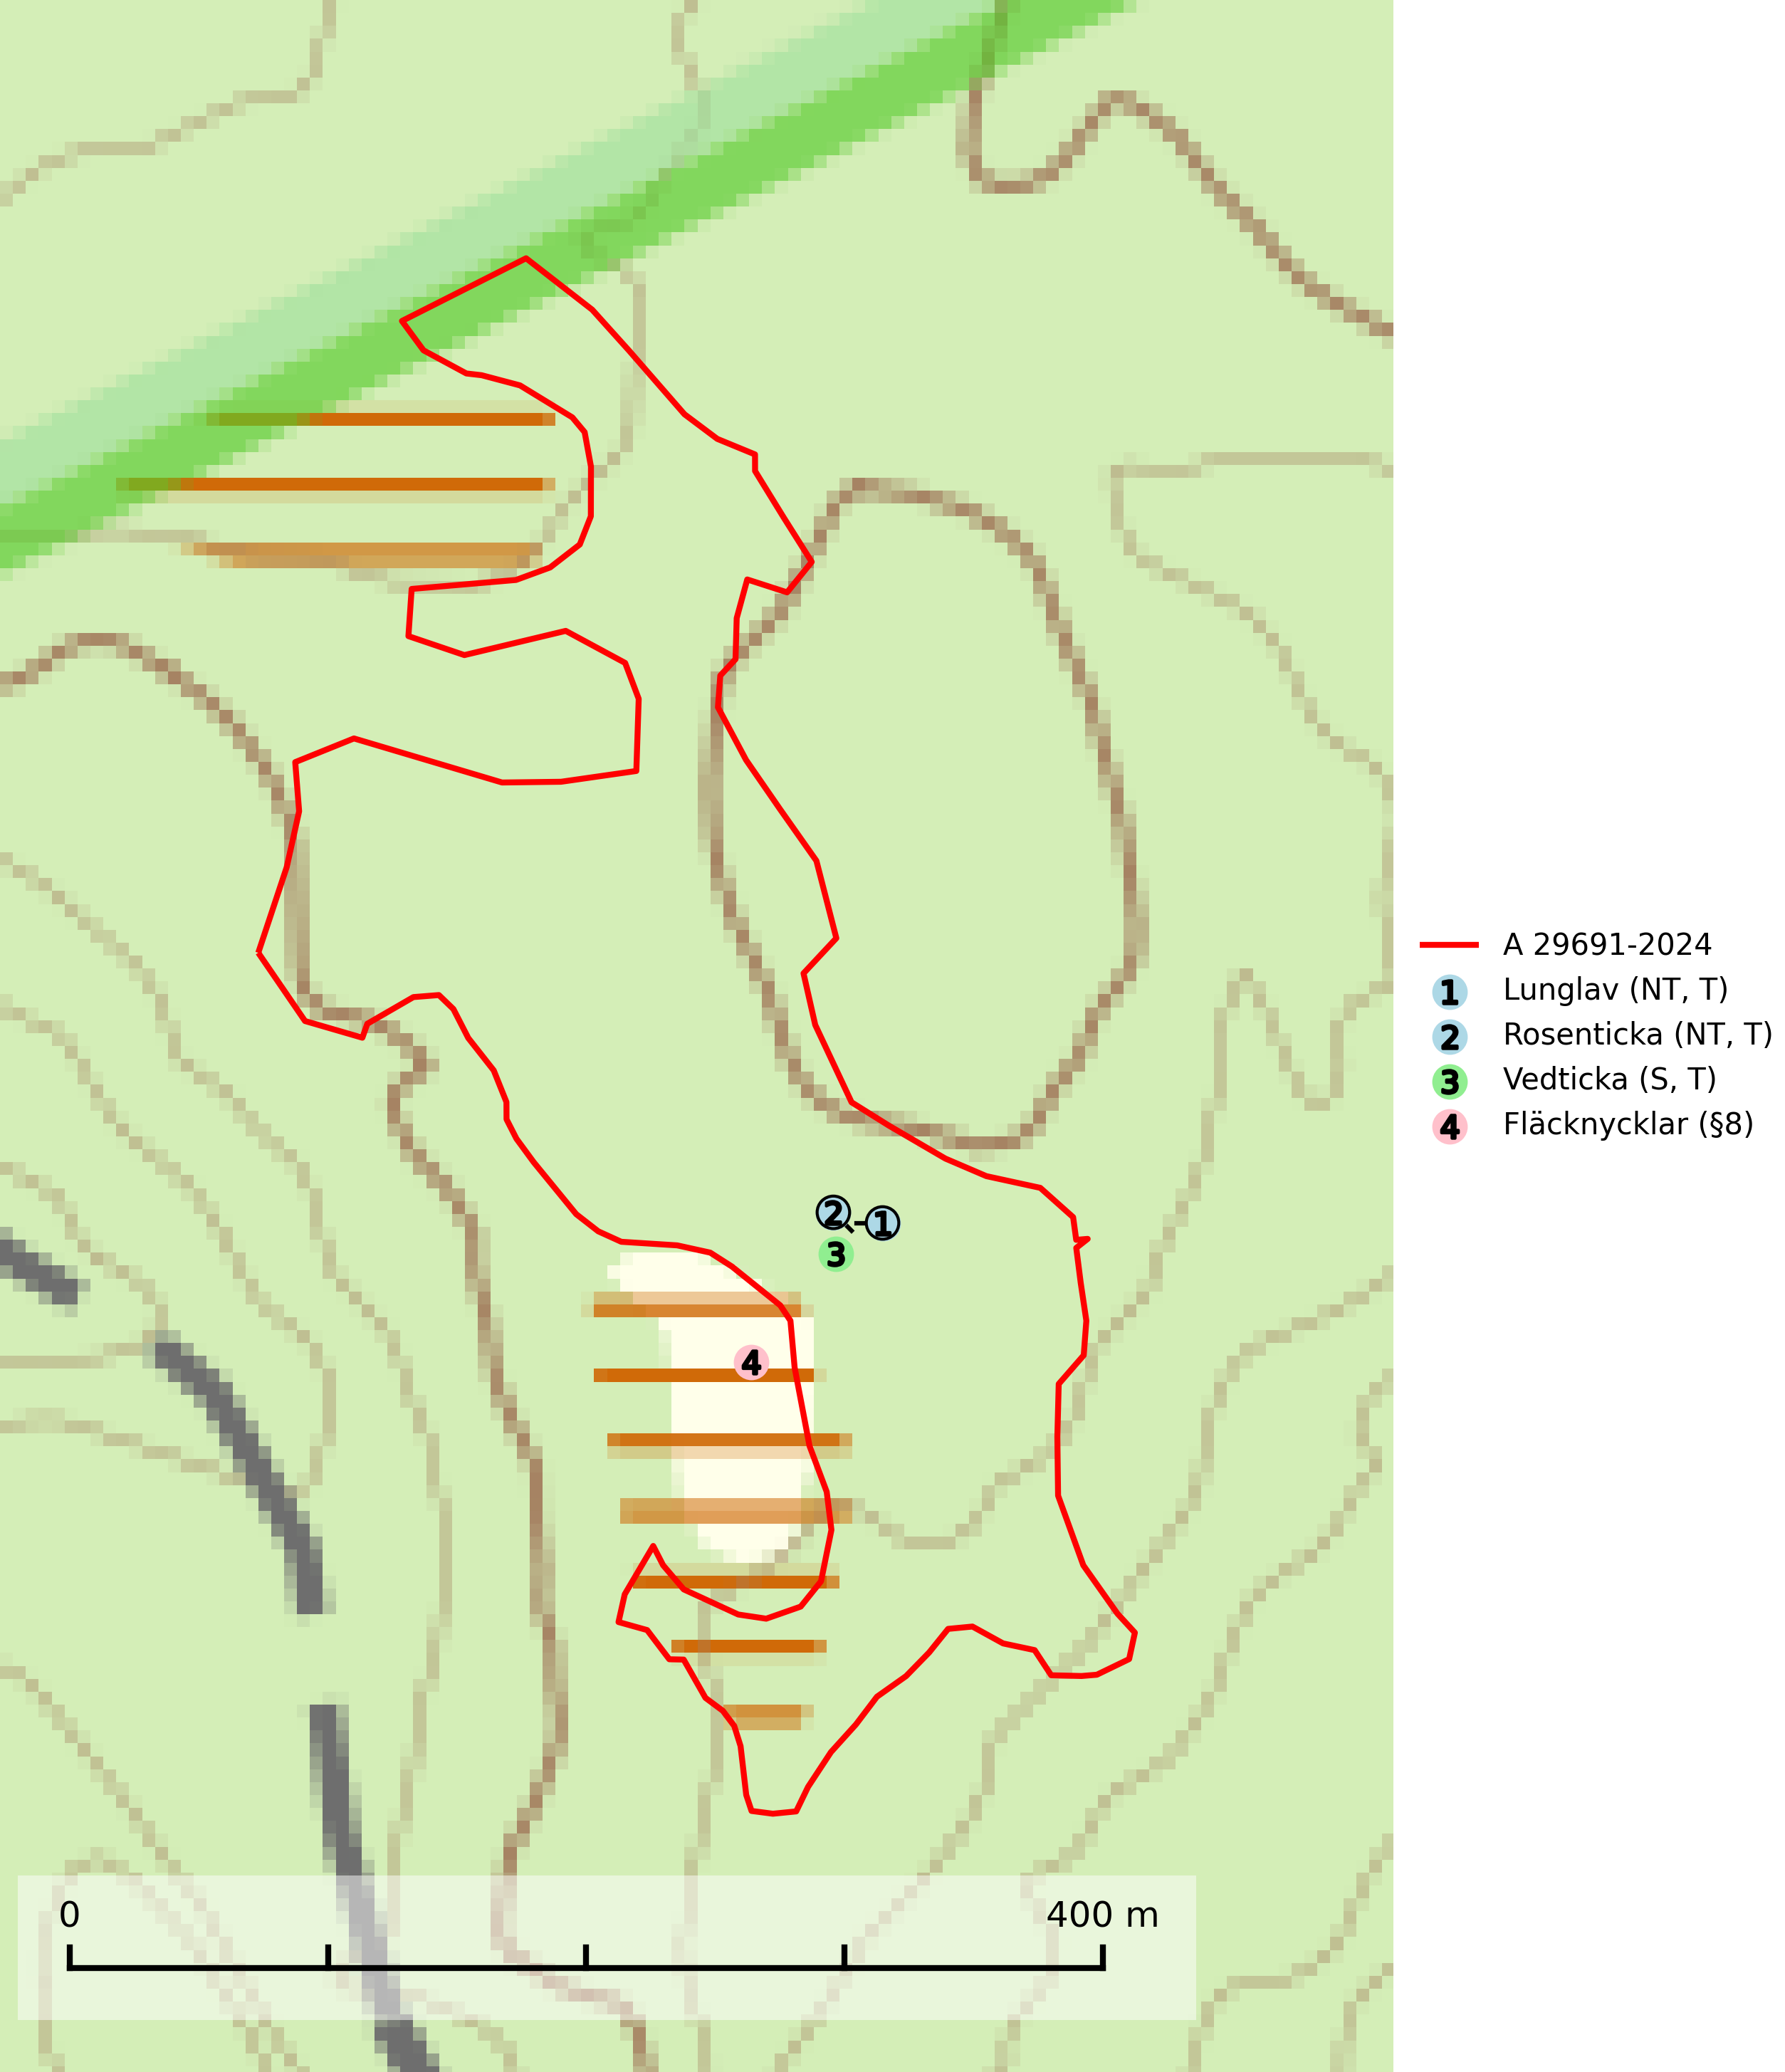 A 29691-2024
1 Lunglav (NT, T)
2 Rosenticka (NT, T)
3 Vedticka (S, T)
4 Fläcknycklar (§8)
2
1
3
4
0 400 m